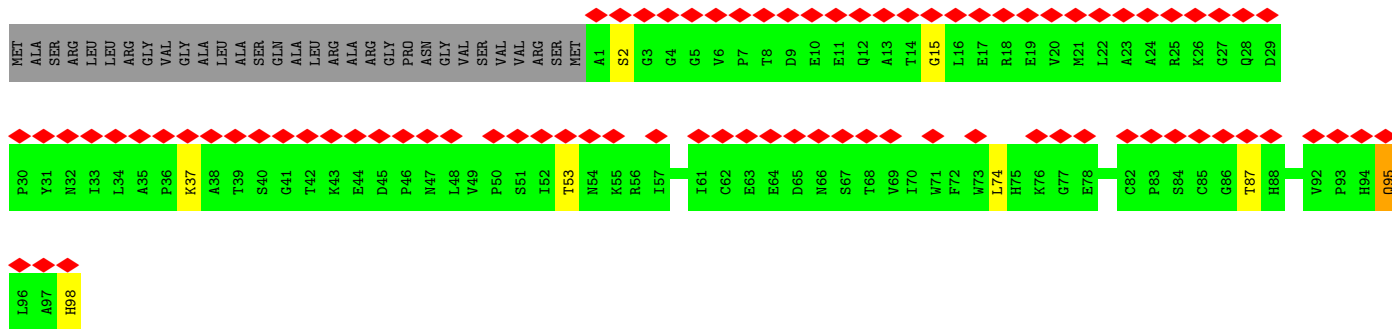 MET ALA SER ARG LEU LEU ARG GLY VAL GLY ALA LEU ALA SER GLN ALA LEU ARG ALA ARG GLY PRO ASN GLY VAL SER VAL VAL ARG SER MET A1 S2 G3 G4 G5 V6 P7 T8 D9 E10 E11 Q12 A13 T14 G15 L16 E17 R18 E19 V20 M21 L22 A23 A24 R25 K26 G27 Q28 D29
P30 Y31 N32 I33 L34 A35 P36 K37 A38 T39 S40 G41 T42 K43 E44 D45 P46 N47 L48 V49 P50 S51 I52 T53 N54 K55 R56 I57 I61 C62 E63 E64 D65 N66 S67 T68 V69 I70 W71 F72 W73 L74 H75 K76 G77 E78 C82 P83 S84 C85 G86 T87 H88 V92 P93 H94 Q95
L96 A97 H98